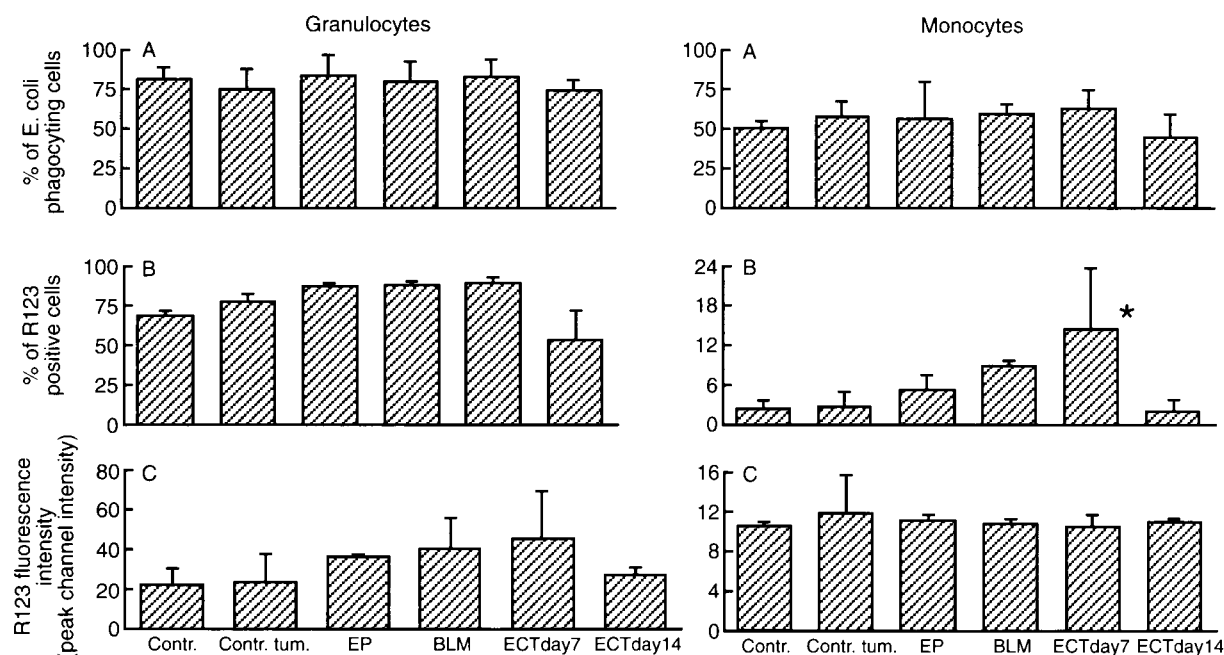 Granulocytes
A
% of E. coli
phagocyting cells
100
75
50
25
0
B
% of R123
positive cells
100
75
50
25
0
C
R123 fluorescence
intensity
(peak channel intensity)
80
60
40
20
0
Contr.
Contr. tum.
EP
BLM
ECTday7
ECTday14
Monocytes
A
100
75
50
25
0
B
24
18
12
6
0
*
C
16
12
8
4
0
Contr.
Contr. tum.
EP
BLM
ECTday7
ECTday14